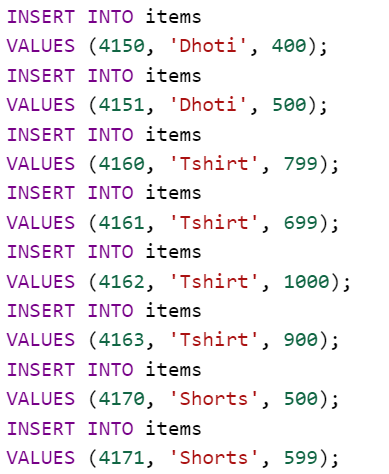 INSERT INTO items
VALUES (4150, 'Dhoti', 400);
INSERT INTO items
VALUES (4151, 'Dhoti', 500);
INSERT INTO items
VALUES (4160, 'Tshirt', 799);
INSERT INTO items
VALUES (4161, 'Tshirt', 699);
INSERT INTO items
VALUES (4162, 'Tshirt', 1000);
INSERT INTO items
VALUES (4163, 'Tshirt', 900);
INSERT INTO items
VALUES (4170, 'Shorts', 500);
INSERT INTO items
VALUES (4171, 'Shorts', 599);